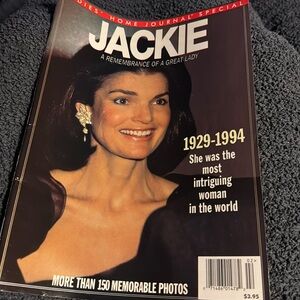 DIES' HOME JOURNAL SPECIAL
JACKIE
A REMEMBRANCE OF A GREAT LADY
1929-1994
She was the
most
intriguing
woman
in the world
MORE THAN 150 MEMORABLE PHOTOS
02
$3.95